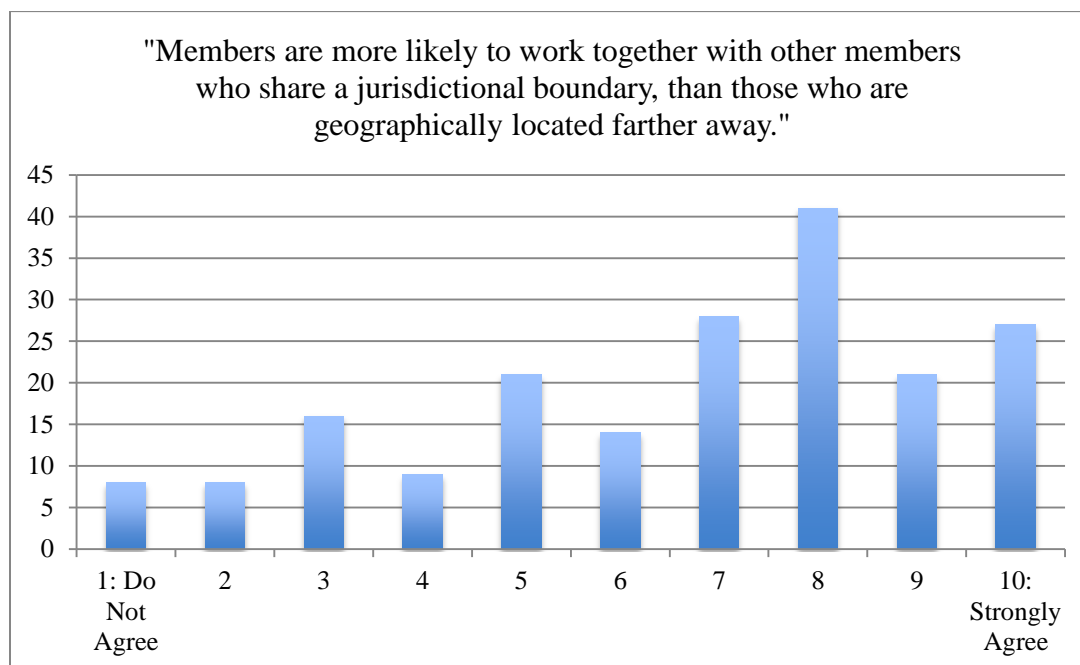 "Members are more likely to work together with other members
who share a jurisdictional boundary, than those who are
geographically located farther away."
45
40
35
30
25
20
15
10
5
0
1: Do
Not
Agree
2
3
4
5
6
7
8
9
10:
Strongly
Agree